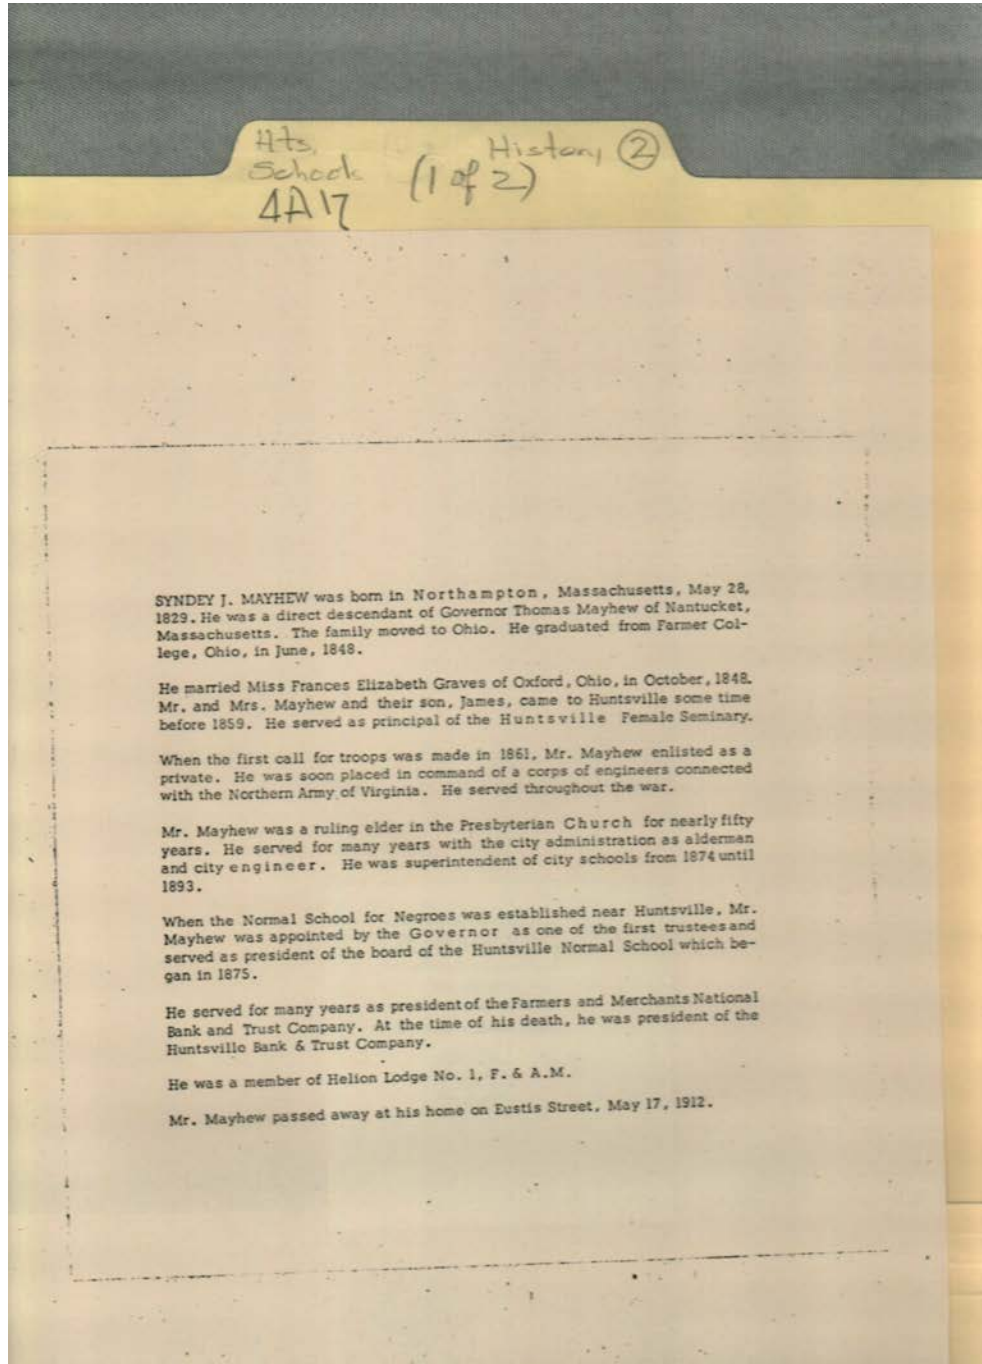 Hts. History ②
School (1 of 2)
4A17
SYNDEY J. MAYHEW was born in Northampton, Massachusetts, May 28,
1829. He was a direct descendant of Governor Thomas Mayhew of Nantucket,
Massachusetts. The family moved to Ohio. He graduated from Farmer Col-
lege, Ohio, in June, 1848.
He married Miss Frances Elizabeth Graves of Oxford, Ohio, in October, 1848.
Mr. and Mrs. Mayhew and their son, James, came to Huntsville some time
before 1859. He served as principal of the Huntsville Female Seminary.
When the first call for troops was made in 1861, Mr. Mayhew enlisted as a
private. He was soon placed in command of a corps of engineers connected
with the Northern Army of Virginia. He served throughout the war.
Mr. Mayhew was a ruling elder in the Presbyterian Church for nearly fifty
years. He served for many years with the city administration as alderman
and city engineer. He was superintendent of city schools from 1874 until
1893.
When the Normal School for Negroes was established near Huntsville, Mr.
Mayhew was appointed by the Governor as one of the first trustees and
served as president of the board of the Huntsville Normal School which be-
gan in 1875.
He served for many years as president of the Farmers and Merchants National
Bank and Trust Company. At the time of his death, he was president of the
Huntsville Bank & Trust Company.
He was a member of Helion Lodge No. 1, F. & A.M.
Mr. Mayhew passed away at his home on Eustis Street, May 17, 1912.